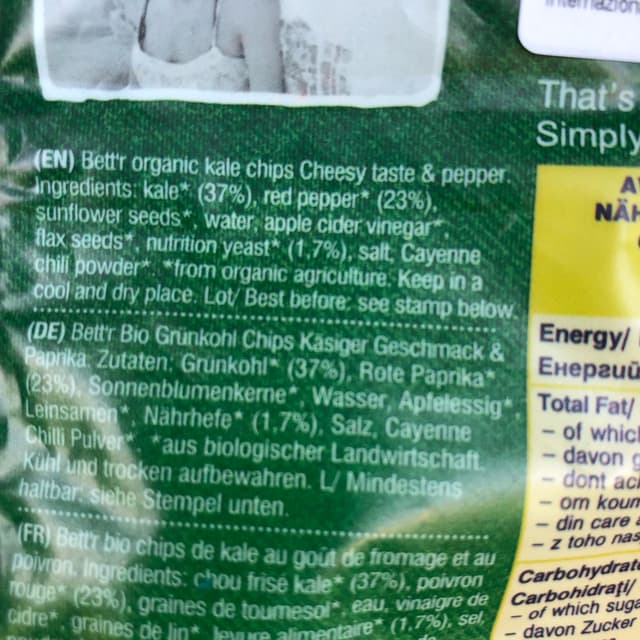 That's
Simply
(EN) Bett'r organic kale chips Cheesy taste & pepper.
Ingredients: kale* (37%), red pepper* (23%),
sunflower seeds*, water, apple cider vinegar*,
flax seeds*, nutrition yeast* (1,7%), salt, Cayenne
chili powder*. *from organic agriculture. Keep in a
cool and dry place. Lot/ Best before: see stamp below.
(DE) Bett'r Bio Grünkohl Chips Käsiger Geschmack &
Paprika. Zutaten: Grünkohl* (37%), Rote Paprika*
(23%), Sonnenblumenkerne*, Wasser, Apfelessig*,
Leinsamen*, Nährhefe* (1,7%), Salz, Cayenne
Chilli Pulver*. *aus biologischer Landwirtschaft.
Kühl und trocken aufbewahren. L/ Mindestens
haltbar: siehe Stempel unten.
(FR) Bett'r bio chips de kale au goût de fromage et au
poivron. Ingrédients: chou frisé kale* (37%), poivron
rouge* (23%), graines de tournesol*, eau, vinaigre de
cidre*, graines de lin*, levure alimentaire* (1,7%), sel,
NÄH
Energy/
Енергий
Total Fat/
- of which
- davon g
- dont aci
- om koum
- din care a
- z toho nas
Carbohydrate
Carbohidraţi/
- of which suga
- davon Zucker